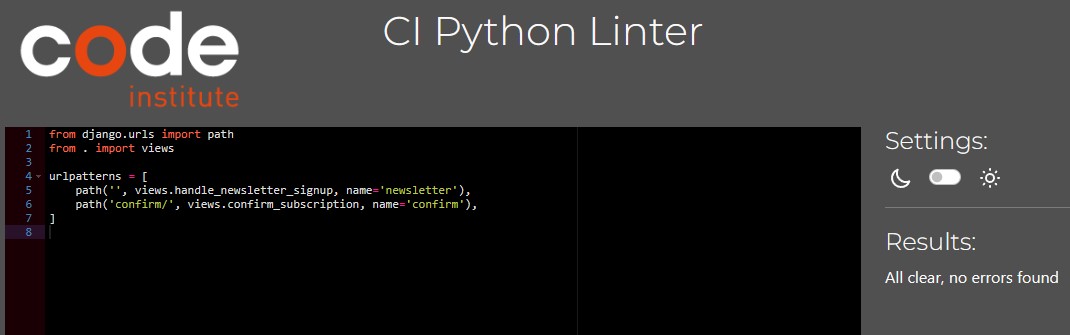 code
institute
CI Python Linter
1 from django.urls import path
2 from . import views
3
4 urlpatterns = [
5     path('', views.handle_newsletter_signup, name='newsletter'),
6     path('confirm/', views.confirm_subscription, name='confirm'),
7 ]
8
Settings:
Results:
All clear, no errors found